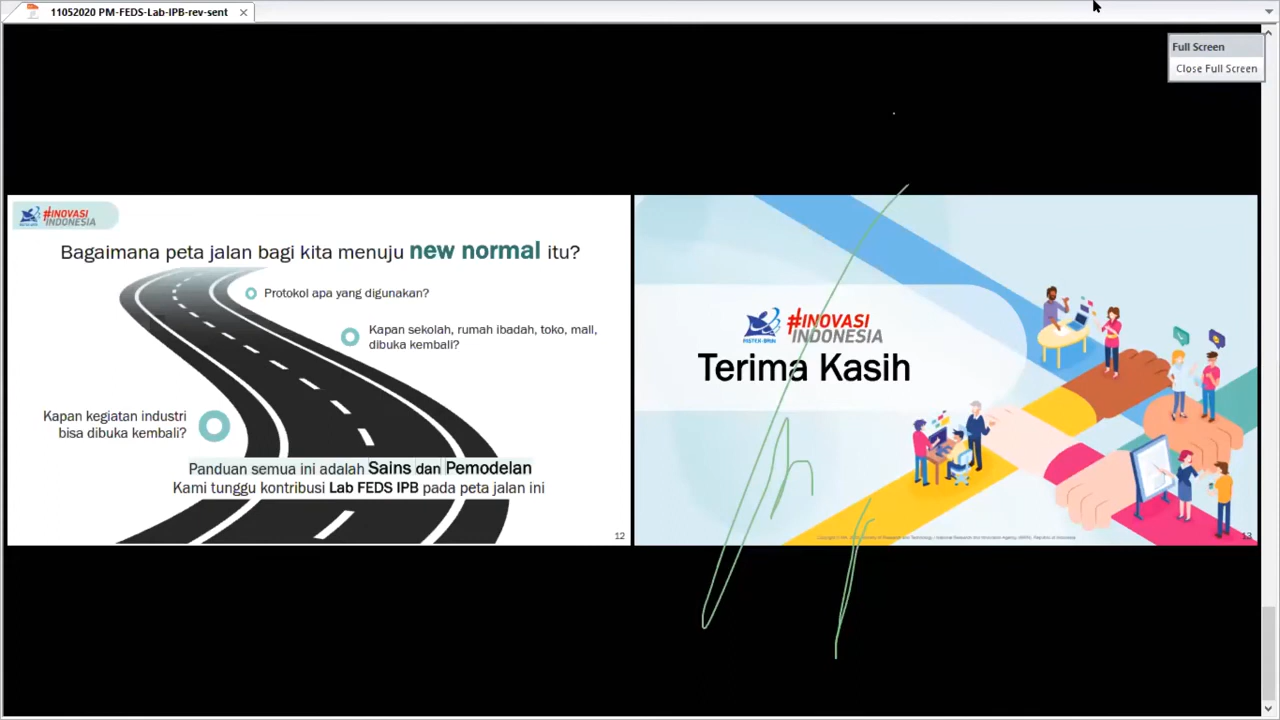 11052020 PM-FEDS-Lab-IPB-rev-sent
Full Screen
Close Full Screen
#INOVASI
INDONESIA
Bagaimana peta jalan bagi kita menuju new normal itu?
Protokol apa yang digunakan?
Kapan sekolah, rumah ibadah, toko, mall,
dibuka kembali?
Kapan kegiatan industri
bisa dibuka kembali?
Panduan semua ini adalah Sains dan Pemodelan
Kami tunggu kontribusi Lab FEDS IPB pada peta jalan ini
12
#INOVASI
INDONESIA
RISTEK-BRIN
Terima Kasih
13